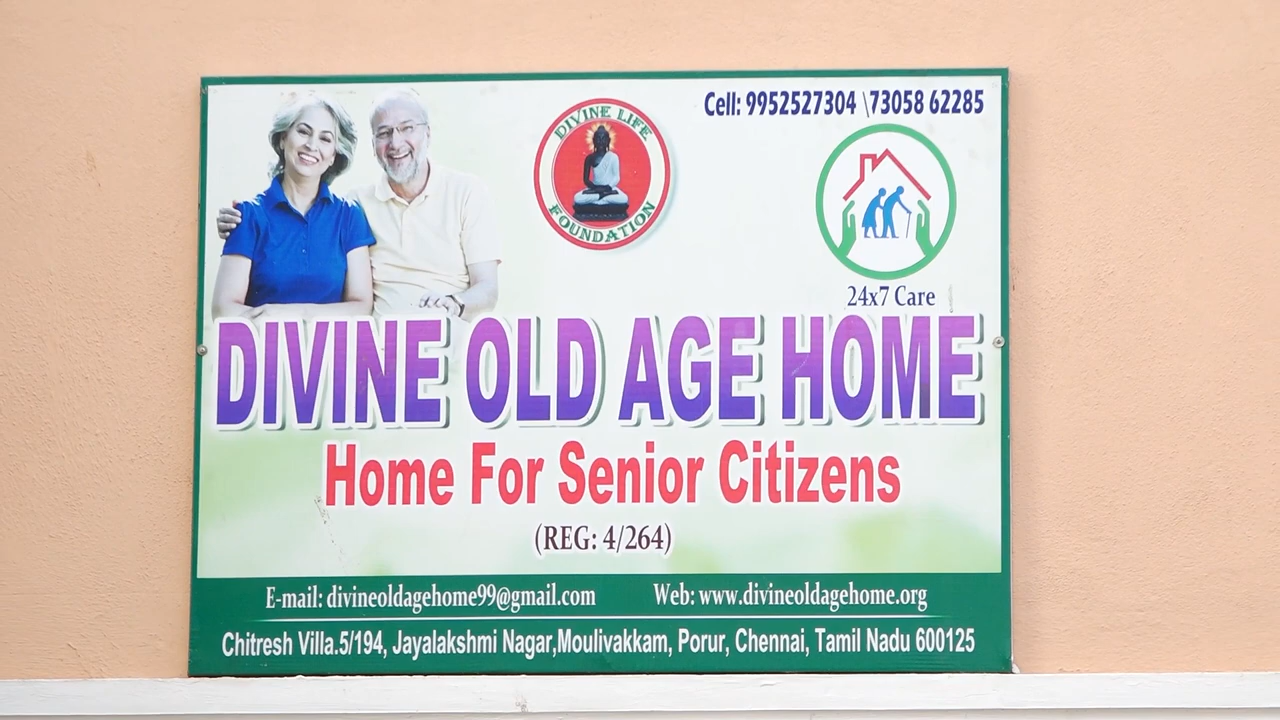 Cell: 9952527304 \73058 62285
DIVINE LIFE
FOUNDATION
24x7 Care
DIVINE OLD AGE HOME
Home For Senior Citizens
(REG: 4/264)
E-mail: divineoldagehome99@gmail.com Web: www.divineoldagehome.org
Chitresh Villa.5/194, Jayalakshmi Nagar,Moulivakkam, Porur, Chennai, Tamil Nadu 600125